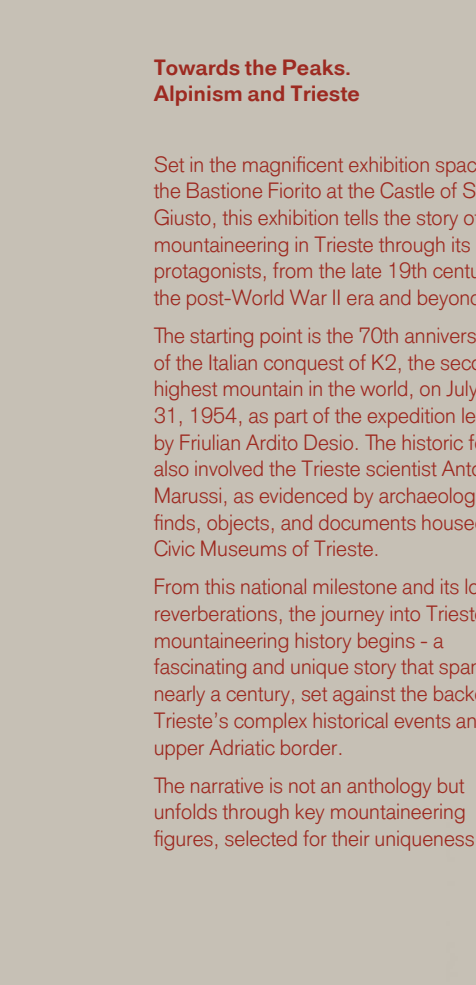 Towards the Peaks.
Alpinism and Trieste
Set in the magnificent exhibition spac
the Bastione Fiorito at the Castle of S
Giusto, this exhibition tells the story o
mountaineering in Trieste through its
protagonists, from the late 19th centu
the post-World War II era and beyond
The starting point is the 70th annivers
of the Italian conquest of K2, the seco
highest mountain in the world, on July
31, 1954, as part of the expedition le
by Friulian Ardito Desio. The historic f
also involved the Trieste scientist Anto
Marussi, as evidenced by archaeolog
finds, objects, and documents house
Civic Museums of Trieste.
From this national milestone and its lo
reverberations, the journey into Trieste
mountaineering history begins - a
fascinating and unique story that span
nearly a century, set against the back
Trieste's complex historical events an
upper Adriatic border.
The narrative is not an anthology but
unfolds through key mountaineering
figures, selected for their uniqueness